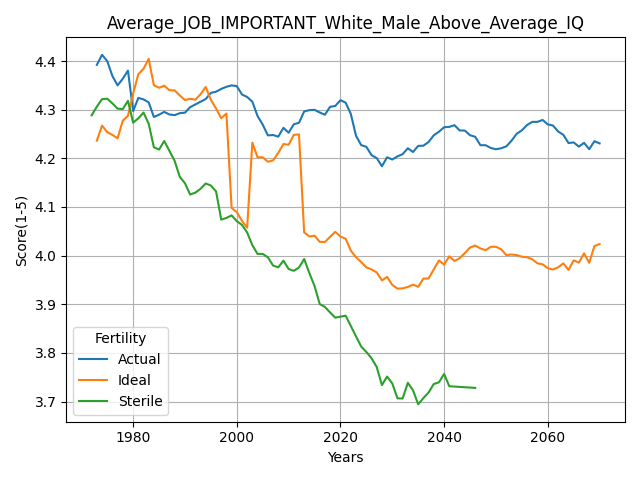 Average_JOB_IMPORTANT_White_Male_Above_Average_IQ
Score(1-5)
4.4
4.3
4.2
4.1
4.0
3.9
3.8
3.7
Fertility
Actual
Ideal
Sterile
1980 2000 2020 2040 2060
Years